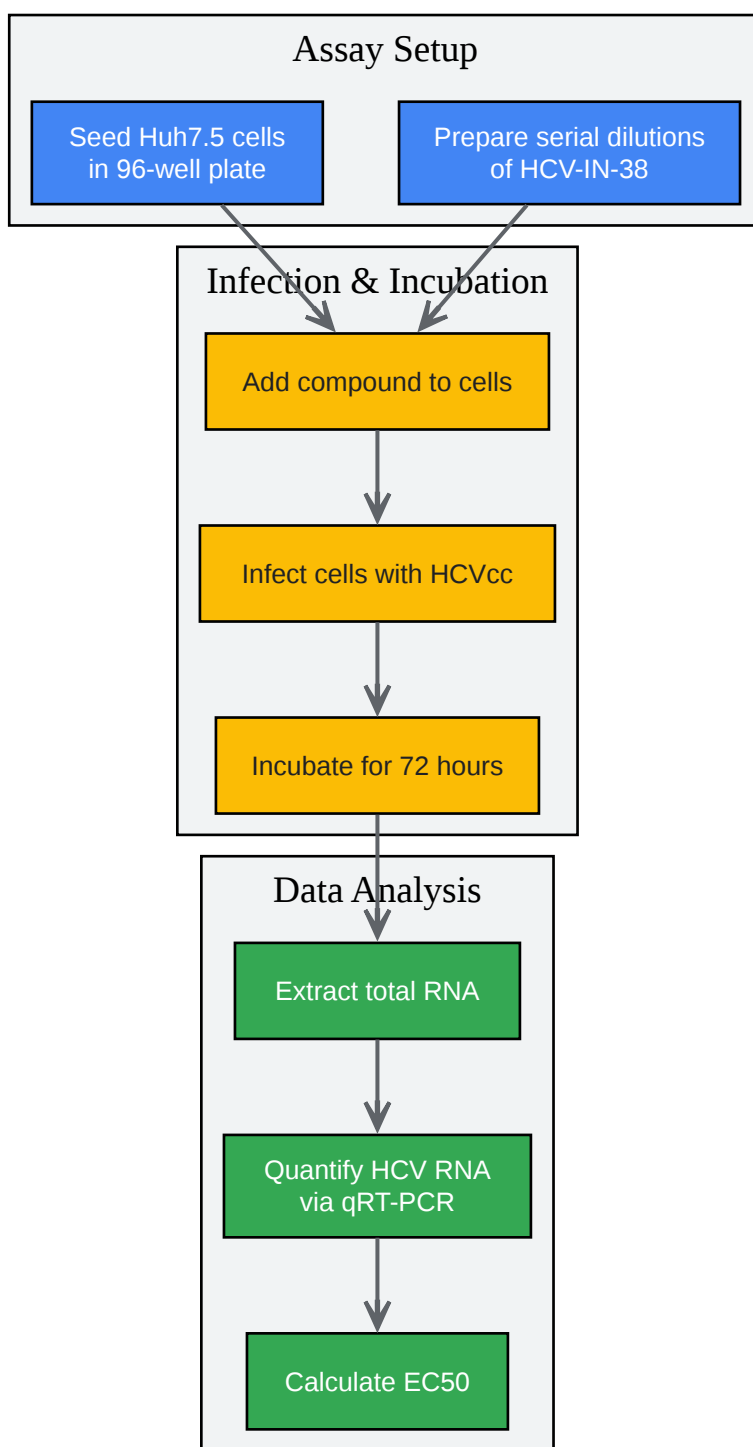 Assay Setup
Seed Huh7.5 cells
in 96-well plate
Prepare serial dilutions
of HCV-IN-38
Infection & Incubation
Add compound to cells
Infect cells with HCVcc
Incubate for 72 hours
Data Analysis
Extract total RNA
Quantify HCV RNA
via qRT-PCR
Calculate EC50